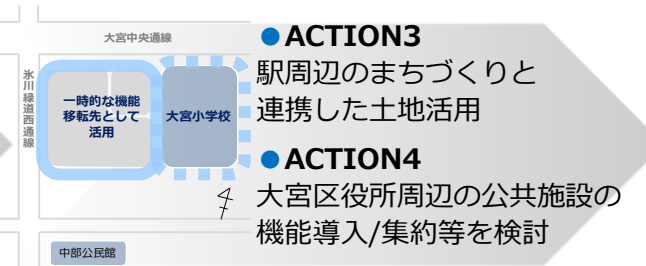 大宮中央通線
氷川緑道西通線
一時的な機能
移転先として
活用
大宮小学校
中部公民館
●ACTION3
駅周辺のまちづくりと
連携した土地活用
●ACTION4
大宮区役所周辺の公共施設の
機能導入/集約等を検討